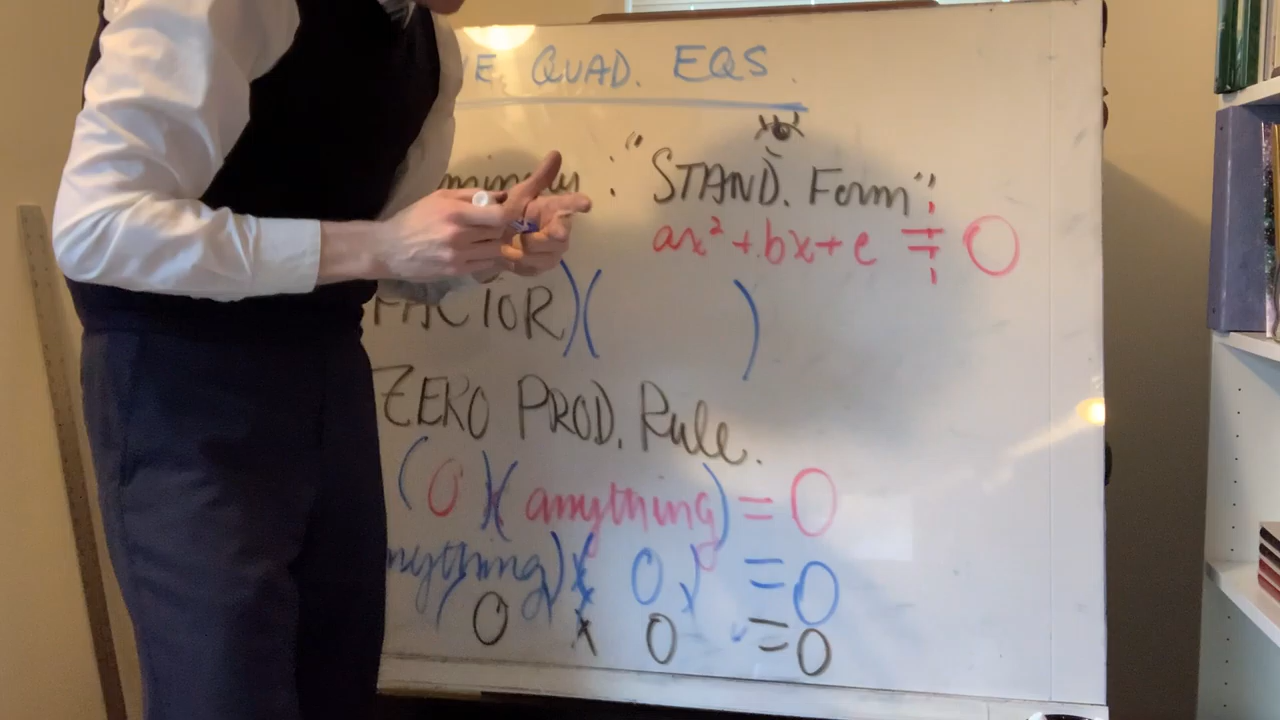 QUAD. EQS.
: "STAND. Form"
ax² + bx + c = 0
FACTOR)( )
ZERO PROD. Rule.
(0)(anything) = 0
nything) x 0 ) = 0
0 x 0 = 0